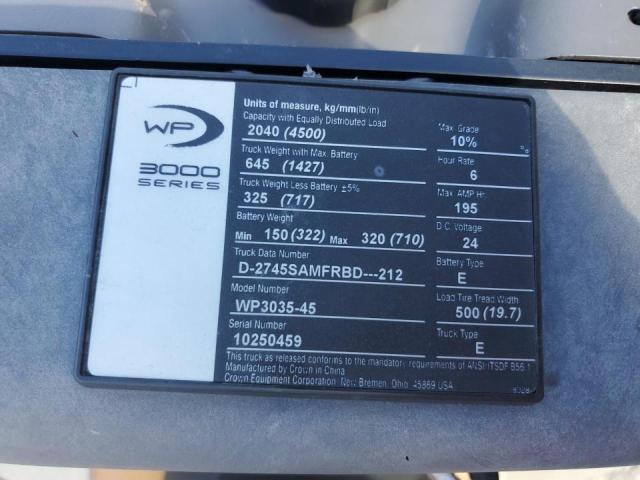 WP
3000
SERIES
Units of measure, kg/mm(lb/in)
Capacity with Equally Distributed Load
2040 (4500)
Truck Weight with Max. Battery
645 (1427)
Truck Weight Less Battery ±5%
325 (717)
Battery Weight
Min 150 (322) Max 320 (710)
Truck Data Number
D-2745SAMFRBD---212
Model Number
WP3035-45
Serial Number
10250459
Max. Grade
10%
Hour Rate
6
Max. AMP Hr.
195
D.C. Voltage
24
Battery Type
E
Load Tire Tread Width
500 (19.7)
Truck Type
E
This truck as released conforms to the mandatory requirements of ANSI/ITSDF B56.1
Manufactured by Crown in China
Crown Equipment Corporation, New Bremen, Ohio, 45869 USA